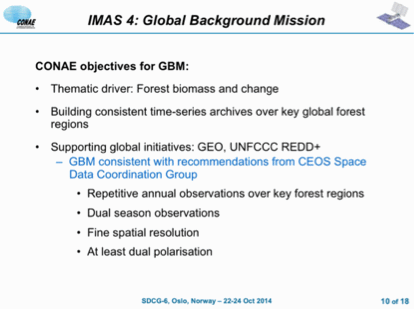 CONAE
IMAS 4: Global Background Mission
CONAE objectives for GBM:
• Thematic driver: Forest biomass and change
• Building consistent time-series archives over key global forest
regions
• Supporting global initiatives: GEO, UNFCCC REDD+
– GBM consistent with recommendations from CEOS Space
Data Coordination Group
• Repetitive annual observations over key forest regions
• Dual season observations
• Fine spatial resolution
• At least dual polarisation
SDCG-6, Oslo, Norway – 22-24 Oct 2014
10 of 18